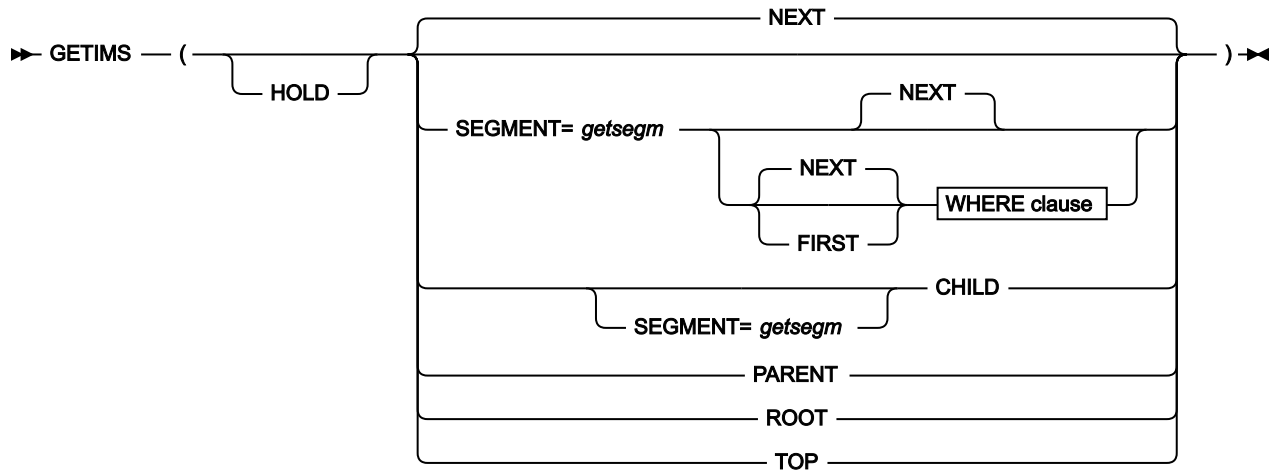 NEXT
GETIMS ( )
HOLD
NEXT
SEGMENT= getsegm
NEXT
WHERE clause
FIRST
CHILD
SEGMENT= getsegm
PARENT
ROOT
TOP